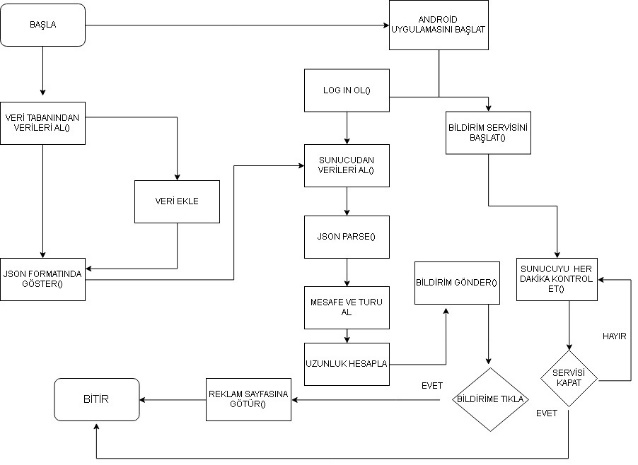 BAŞLA
ANDROİD
UYGULAMASINI BAŞLAT
LOG IN OL()
VERİ TABANINDAN
VERİLERİ AL()
BİLDİRİM SERVİSİNİ
BAŞLAT()
SUNUCUDAN
VERİLERİ AL()
VERİ EKLE
JSON PARSE()
JSON FORMATINDA
GÖSTER()
BİLDİRİM GÖNDER()
SUNUCUYU HER
DAKİKA KONTROL
ET()
MESAFE VE TURU
AL
HAYIR
UZUNLUK HESAPLA
SERVİSİ
KAPAT
EVET
REKLAM SAYFASINA
GÖTÜR()
BİTİR
BİLDİRİME TIKLA
EVET